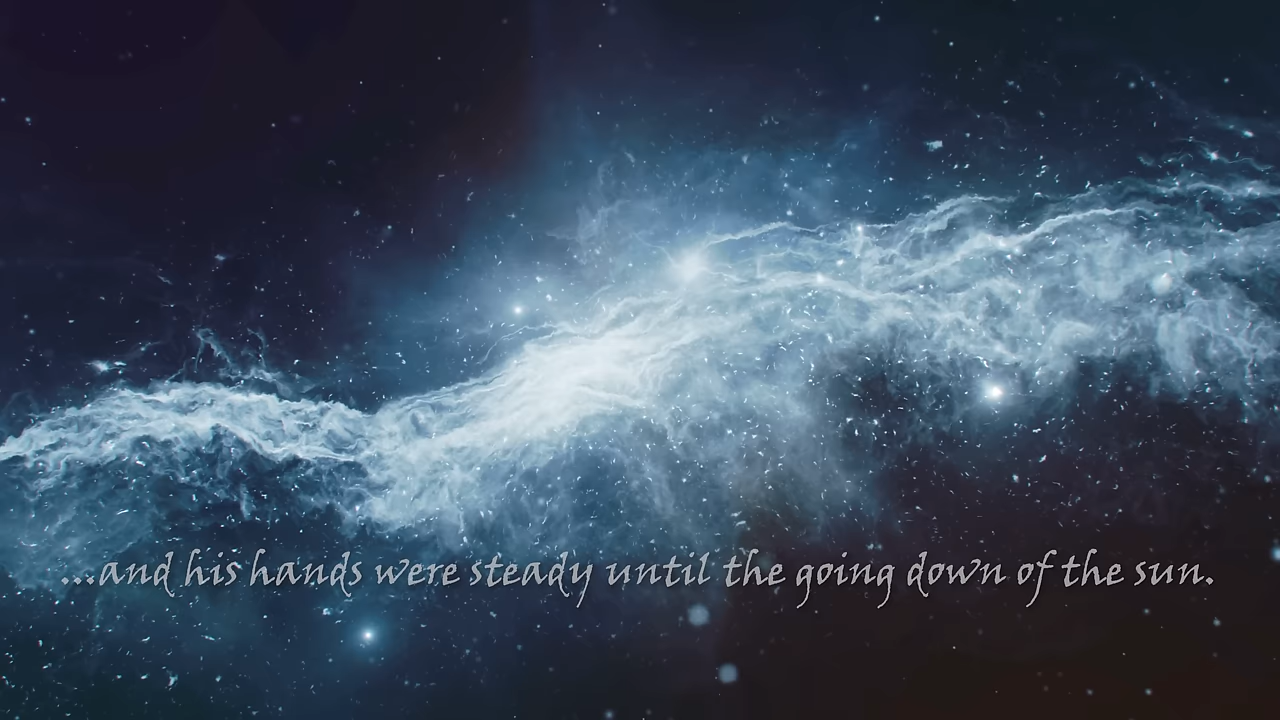 ...and his hands were steady until the going down of the sun.